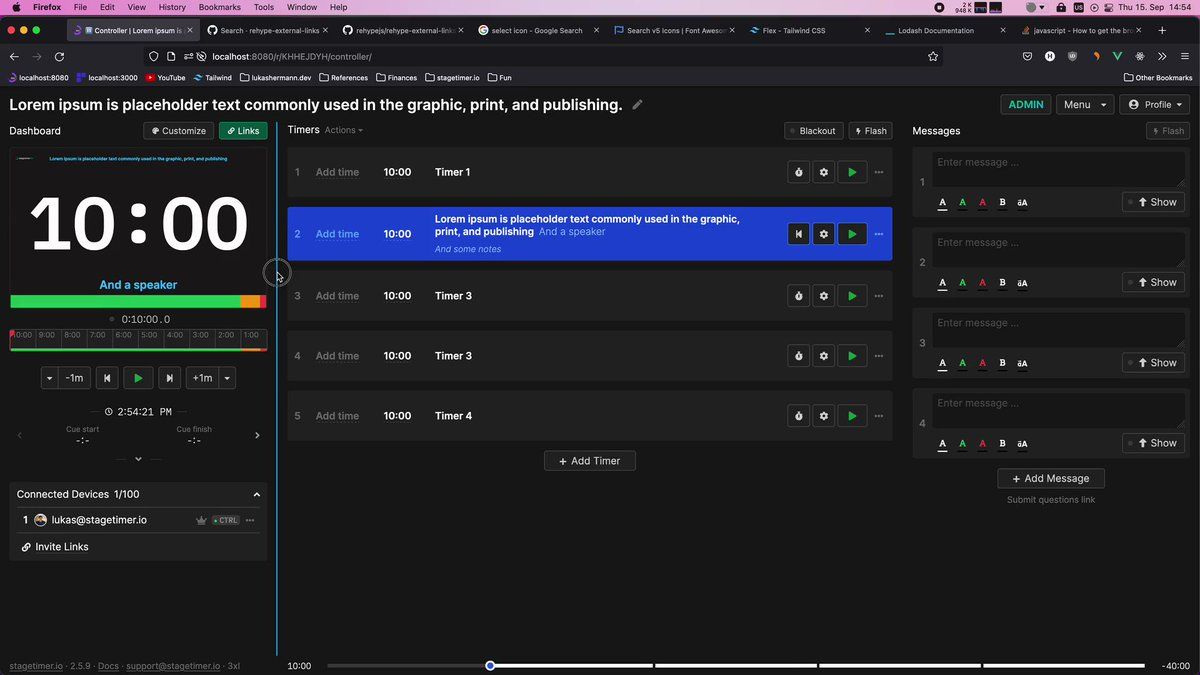 Firefox File Edit View History Bookmarks Tools Window Help
2 K
948 K
US
Thu 15. Sep 14:54
Controller | Lorem ipsum is
Search · rehype-external-links
rehypejs/rehype-external-links
select icon - Google Search
Search v5 Icons | Font Awesom
Flex - Tailwind CSS
Lodash Documentation
javascript - How to get the bro
localhost:8080/r/KHHEJDYH/controller/
localhost:8080 localhost:3000 YouTube Tailwind lukashermann.dev References Finances stagetimer.io Fun Other Bookmarks
Lorem ipsum is placeholder text commonly used in the graphic, print, and publishing.
ADMIN Menu Profile
Dashboard Customize Links
Lorem ipsum is placeholder text commonly used in the graphic, print, and publishing
10:00
And a speaker
0:10:00.0
10:00 9:00 8:00 7:00 6:00 5:00 4:00 3:00 2:00 1:00
-1m +1m
2:54:21 PM
Cue start Cue finish
-:- -:-
Connected Devices 1/100
1 lukas@stagetimer.io CTRL
Invite Links
Timers Actions Blackout Flash
1 Add time 10:00 Timer 1
2 Add time 10:00 Lorem ipsum is placeholder text commonly used in the graphic,
print, and publishing And a speaker
And some notes
3 Add time 10:00 Timer 3
4 Add time 10:00 Timer 3
5 Add time 10:00 Timer 4
+ Add Timer
Messages Flash
1 Enter message ...
A A A B āA Show
2 Enter message ...
A A A B āA Show
3 Enter message ...
A A A B āA Show
4 Enter message ...
A A A B āA Show
+ Add Message
Submit questions link
stagetimer.io · 2.5.9 · Docs · support@stagetimer.io · 3xl
10:00 -40:00